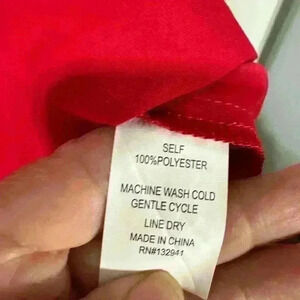 SELF
100%POLYESTER
MACHINE WASH COLD
GENTLE CYCLE
LINE DRY
MADE IN CHINA
RN#132941